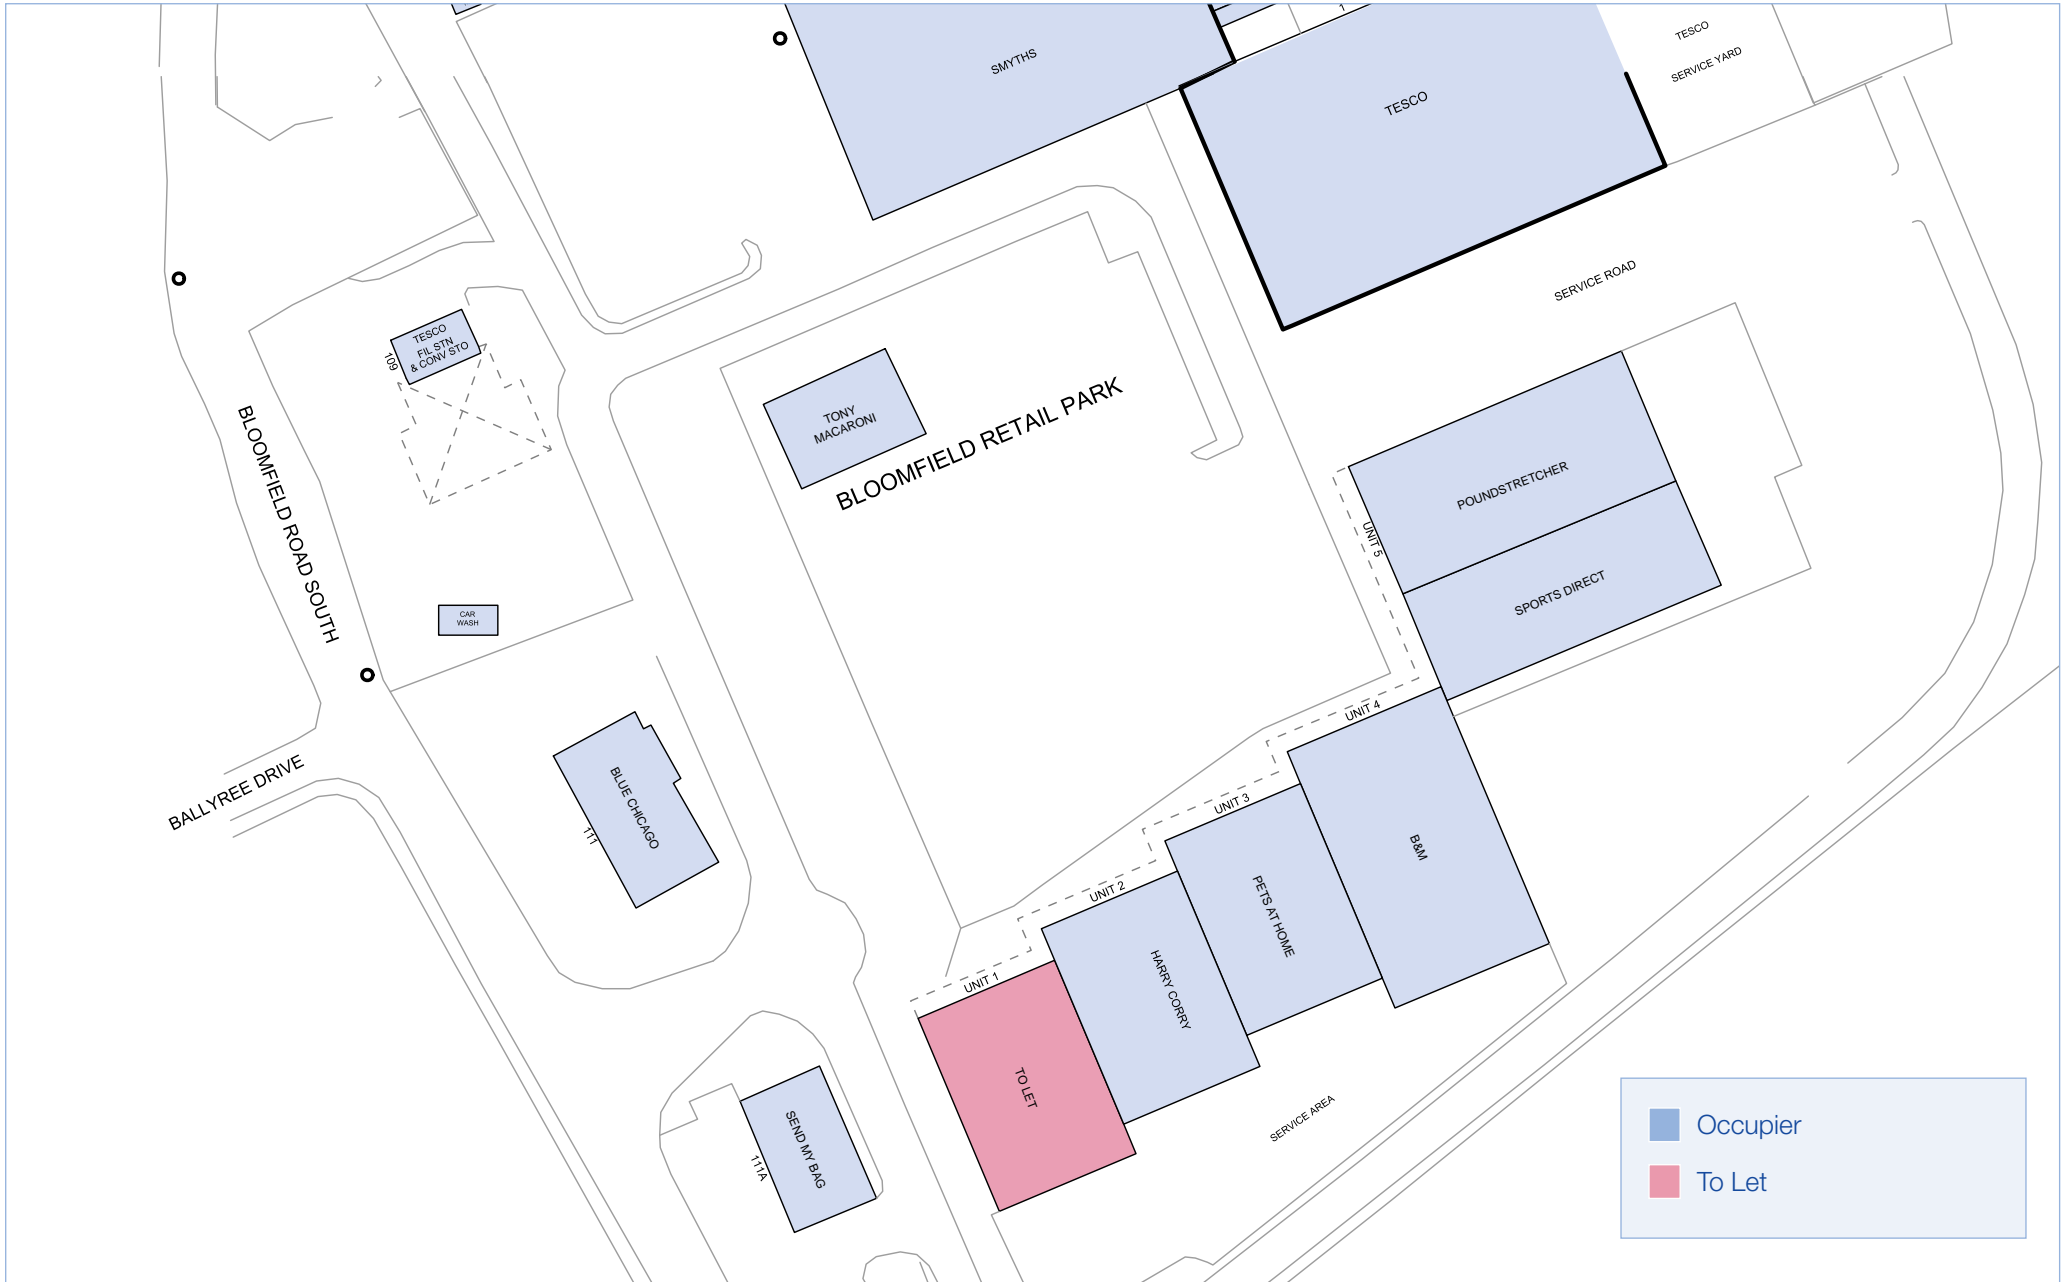 1
SMYTHS
TESCO
TESCO
SERVICE YARD
SERVICE ROAD
TESCO
FIL STN
& CONV STO
109
TONY
MACARONI
BLOOMFIELD RETAIL PARK
BLOOMFIELD ROAD SOUTH
POUNDSTRETCHER
UNIT 5
SPORTS DIRECT
CAR
WASH
BALLYREE DRIVE
BLUE CHICAGO
111
UNIT 4
B&M
UNIT 3
PETS AT HOME
UNIT 2
HARRY CORRY
UNIT 1
TO LET
SEND MY BAG
111A
SERVICE AREA
Occupier
To Let